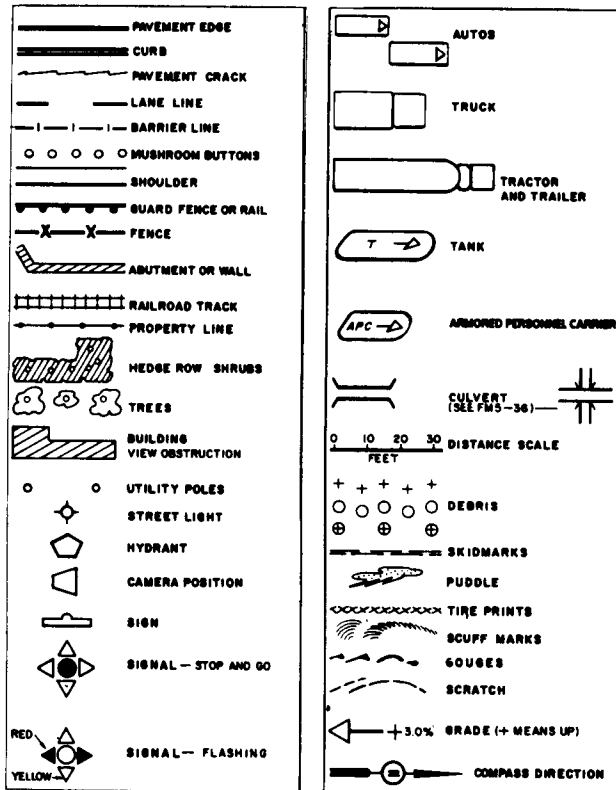 PAVEMENT EDGE
CURB
PAVEMENT CRACK
LANE LINE
BARRIER LINE
MUSHROOM BUTTONS
SHOULDER
GUARD FENCE OR RAIL
FENCE
ABUTMENT OR WALL
RAILROAD TRACK
PROPERTY LINE
HEDGE ROW SHRUBS
TREES
BUILDING
VIEW OBSTRUCTION
UTILITY POLES
STREET LIGHT
HYDRANT
CAMERA POSITION
SIGN
SIGNAL — STOP AND GO
RED
SIGNAL — FLASHING
YELLOW
AUTOS
TRUCK
TRACTOR
AND TRAILER
T
TANK
APC
ARMORED PERSONNEL CARRIER
CULVERT
(SEE FM5-36)
0 10 20 30
FEET
DISTANCE SCALE
DEBRIS
SKIDMARKS
PUDDLE
TIRE PRINTS
SCUFF MARKS
GOUGES
SCRATCH
+3.0% GRADE (+ MEANS UP)
COMPASS DIRECTION